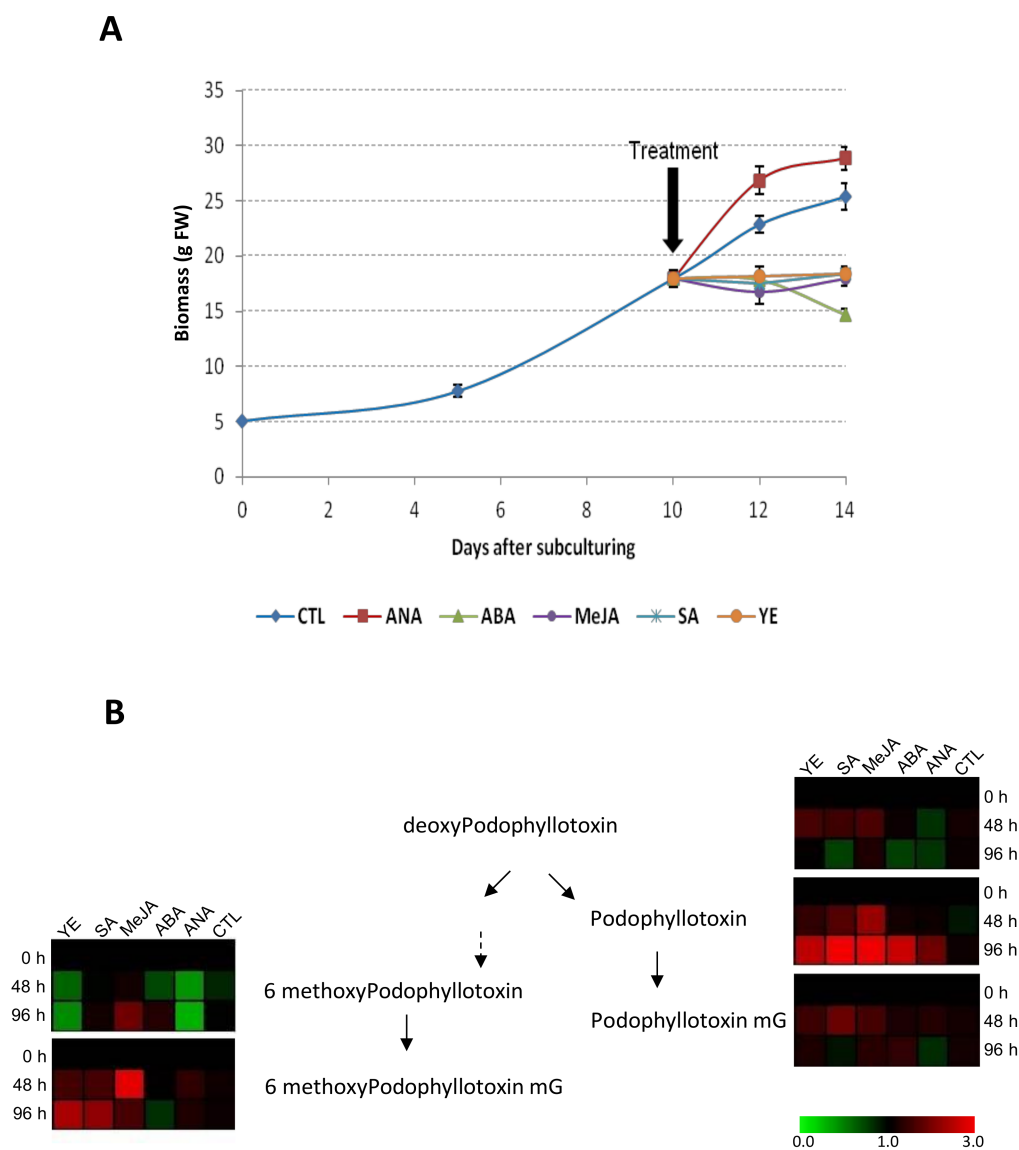 A
35
30
25
20
15
10
5
0
Treatment
Biomass (g FW)
0 2 4 6 8 10 12 14
Days after subculturing
CTL ANA ABA MeJA SA YE
B
YE SA MeJA ABA ANA CTL
0 h
48 h
96 h
0 h
48 h
96 h
0 h
48 h
96 h
deoxyPodophyllotoxin
Podophyllotoxin
Podophyllotoxin mG
6 methoxyPodophyllotoxin
6 methoxyPodophyllotoxin mG
YE SA MeJA ABA ANA CTL
0 h
48 h
96 h
0 h
48 h
96 h
0.0 1.0 3.0